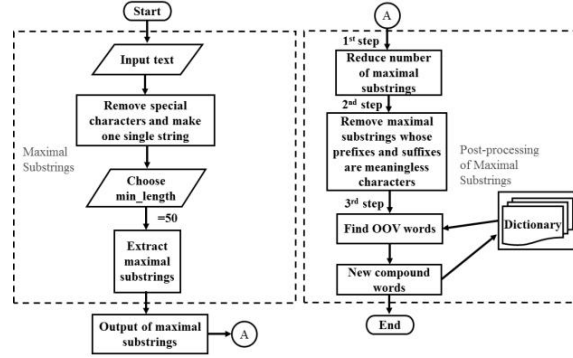 Start
Input text
Remove special
characters and make
one single string
Maximal
Substrings
Choose
min_length
=50
Extract
maximal
substrings
Output of maximal
substrings
A
A
1st step
Reduce number
of maximal
substrings
2nd step
Remove maximal
substrings whose
prefixes and suffixes
are meaningless
characters
Post-processing
of Maximal
Substrings
3rd step
Find OOV words
Dictionary
New compound
words
End